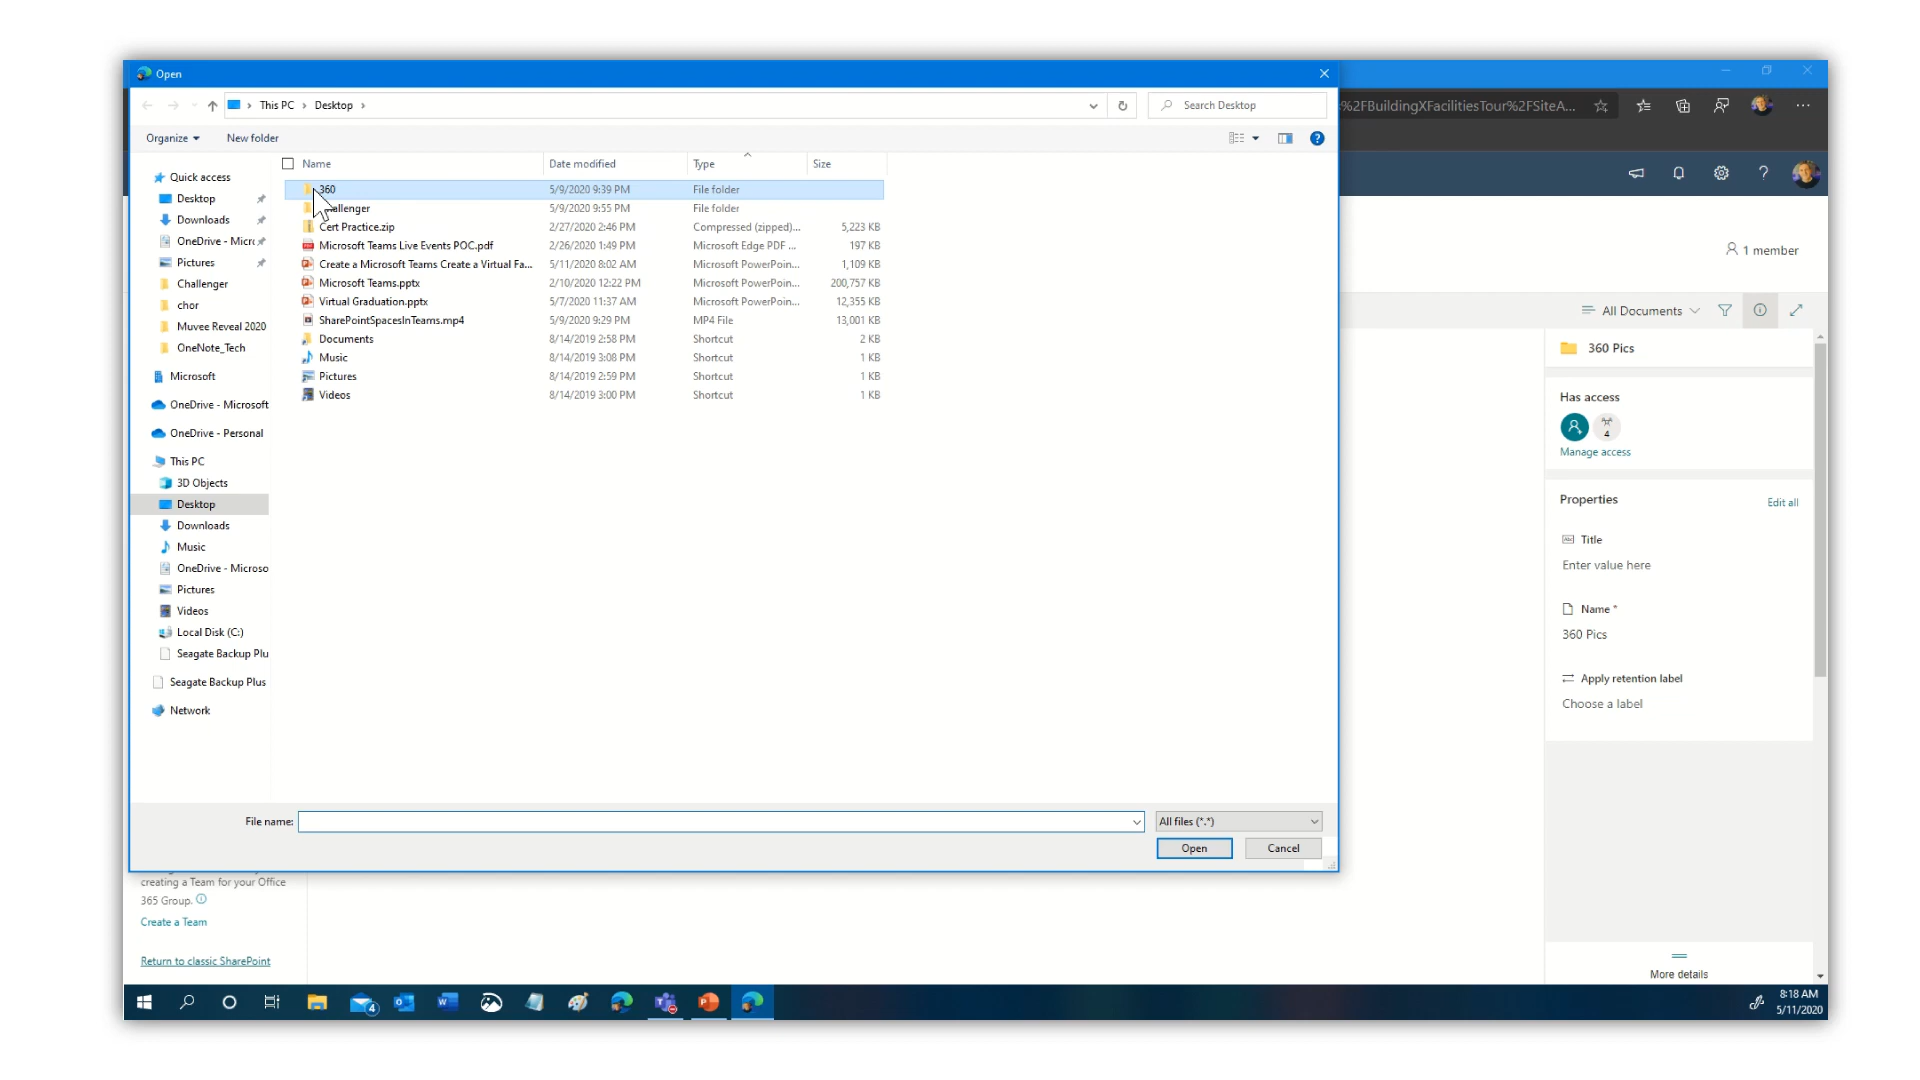 Open
This PC > Desktop >
Search Desktop
%2FBuildingXFacilitiesTour%2FSiteA...
Organize
New folder
Name Date modified Type Size
360 5/9/2020 9:39 PM File folder
5/9/2020 9:55 PM File folder
Cert Practice.zip 2/27/2020 2:46 PM Compressed (zipped)... 5,223 KB
Microsoft Teams Live Events POC.pdf 2/26/2020 1:49 PM Microsoft Edge PDF ... 197 KB
Create a Microsoft Teams Create a Virtual Fa... 5/11/2020 8:02 AM Microsoft PowerPoin... 1,109 KB
Microsoft Teams.pptx 2/10/2020 12:22 PM Microsoft PowerPoin... 200,757 KB
Virtual Graduation.pptx 5/7/2020 11:37 AM Microsoft PowerPoin... 12,355 KB
SharePointSpacesInTeams.mp4 5/9/2020 9:29 PM MP4 File 13,001 KB
Documents 8/14/2019 2:58 PM Shortcut 2 KB
Music 8/14/2019 3:08 PM Shortcut 1 KB
Pictures 8/14/2019 2:59 PM Shortcut 1 KB
Videos 8/14/2019 3:00 PM Shortcut 1 KB
Quick access
Desktop
Downloads
OneDrive - Micr
Pictures
Challenger
chor
Muvee Reveal 2020
OneNote_Tech
Microsoft
OneDrive - Microsoft
OneDrive - Personal
This PC
3D Objects
Desktop
Downloads
Music
OneDrive - Microso
Pictures
Videos
Local Disk (C:)
Seagate Backup Plu
Seagate Backup Plus
Network
File name:
All files (*.*)
Open
Cancel
1 member
All Documents
360 Pics
Has access
4
Manage access
Properties
Edit all
Title
Enter value here
Name *
360 Pics
Apply retention label
Choose a label
More details
creating a Team for your Office
365 Group.
Create a Team
Return to classic SharePoint
4
8:18 AM
5/11/2020